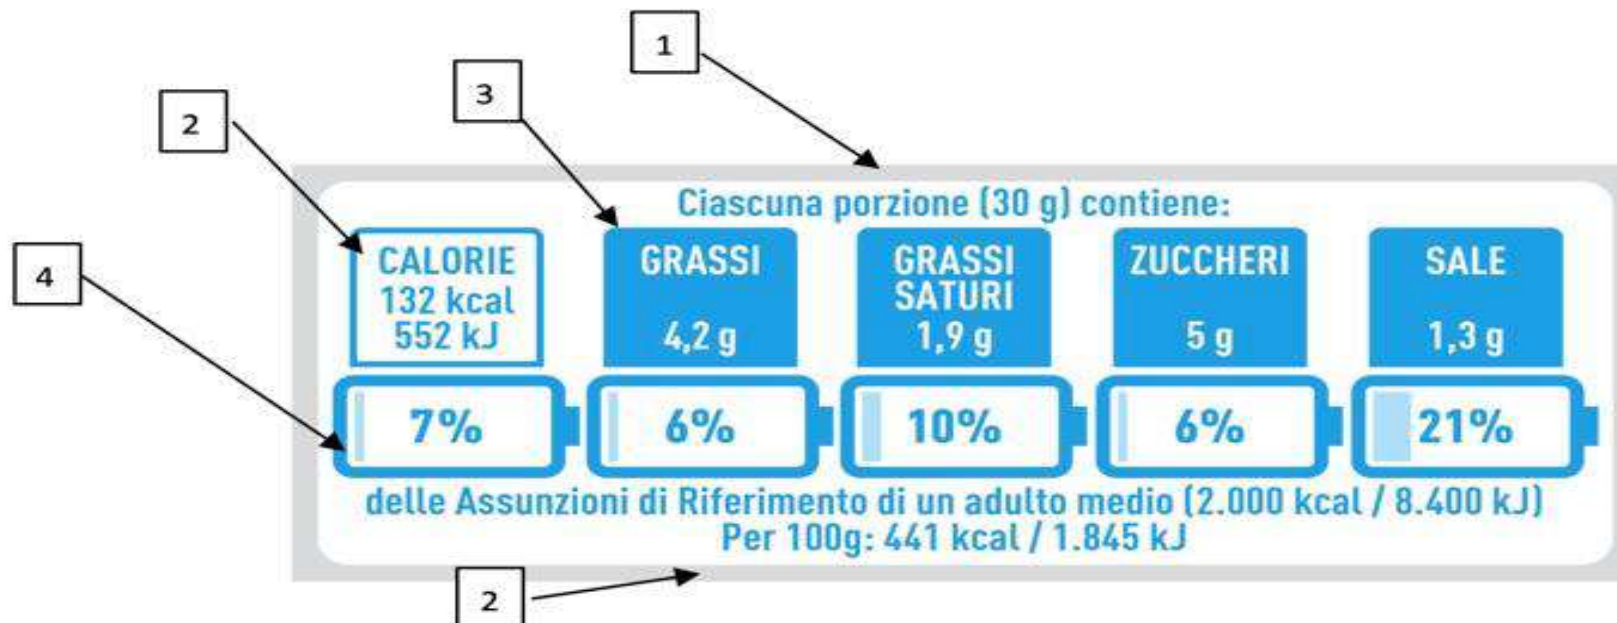 1
3
2
4
Ciascuna porzione (30 g) contiene:
CALORIE
132 kcal
552 kJ
GRASSI
4,2 g
GRASSI
SATURI
1,9 g
ZUCCHERI
5 g
SALE
1,3 g
7%
6%
10%
6%
21%
delle Assunzioni di Riferimento di un adulto medio (2.000 kcal / 8.400 kJ)
Per 100g: 441 kcal / 1.845 kJ
2